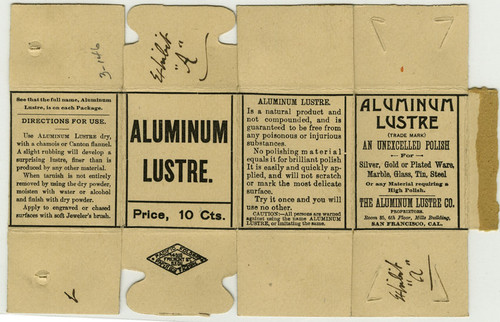 3-146
Exhibit
"A"
See that the full name, Aluminum
Lustre, is on each Package.
DIRECTIONS FOR USE.
Use ALUMINUM LUSTRE dry,
with a chamois or Canton flannel.
A slight rubbing will develop a
surprising lustre, finer than is
produced by any other material.
When tarnish is not entirely
removed by using the dry powder,
moisten with water or alcohol
and finish with dry powder.
Apply to engraved or chased
surfaces with soft Jeweler's brush.
ALUMINUM
LUSTRE.
Price, 10 Cts.
ALUMINUM LUSTRE.
Is a natural product and
not compounded, and is
guaranteed to be free from
any poisonous or injurious
substances.
No polishing material
equals it for brilliant polish
It is easily and quickly ap-
plied, and will not scratch
or mark the most delicate
surface.
Try it once and you will
use no other.
CAUTION:—All persons are warned
against using the name ALUMINUM
LUSTRE, or imitating the same.
ALUMINUM
LUSTRE
(TRADE MARK)
AN UNEXCELLED POLISH
—For—
Silver, Gold or Plated Ware,
Marble, Glass, Tin, Steel
Or any Material requiring a
High Polish.
THE ALUMINUM LUSTRE CO.
PROPRIETORS.
Room 85, 6th Floor, Mills Building,
SAN FRANCISCO, CAL.
Exhibit
"A"